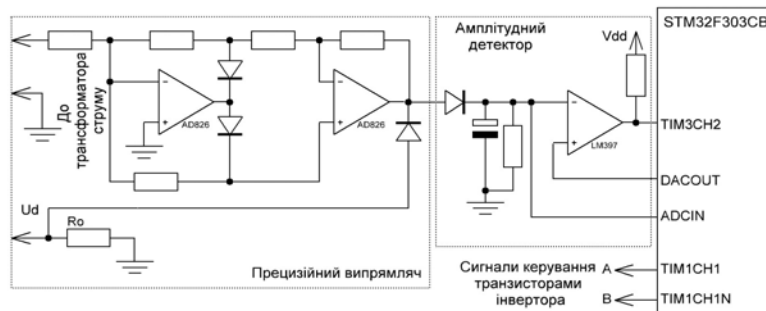 STM32F303CB
Амплітудний
детектор
Vdd
До
трансформатора
струму
−
+
AD826
−
+
AD826
−
+
LM397
TIM3CH2
DACOUT
ADCIN
Ud
Ro
Прецизійний випрямляч
Сигнали керування
транзисторами
інвертора
A
TIM1CH1
B
TIM1CH1N